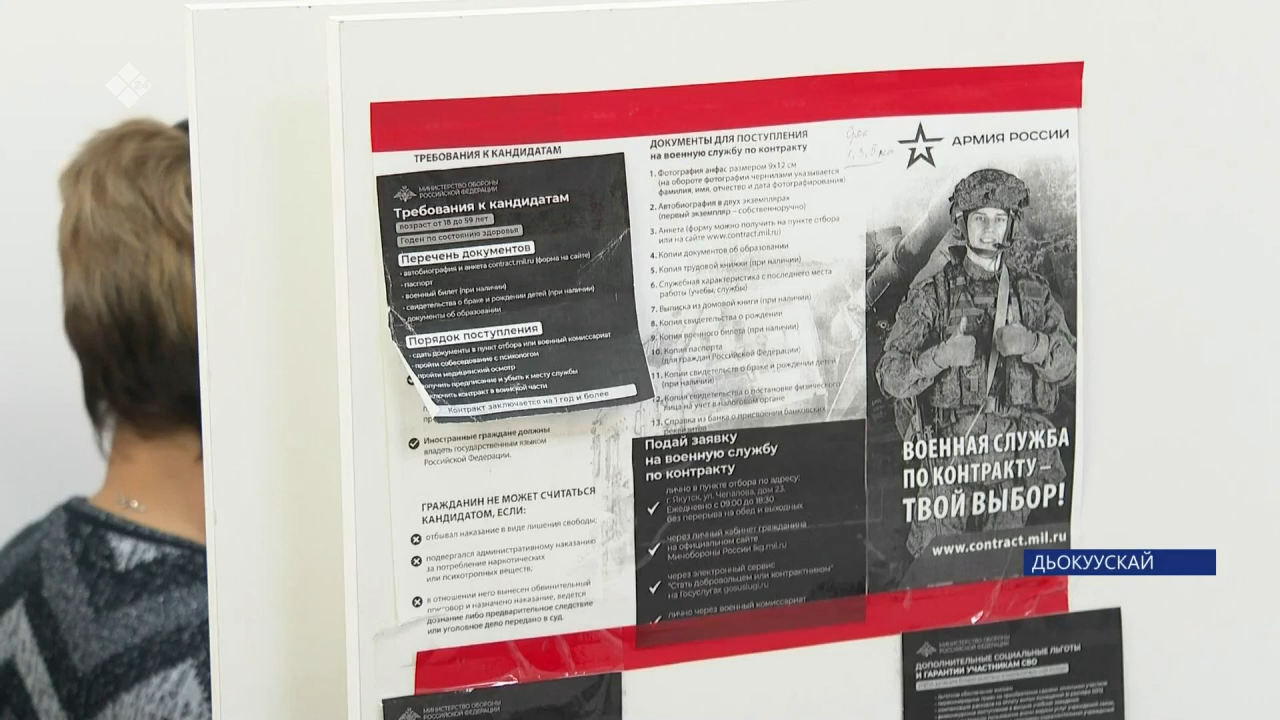 ТРЕБОВАНИЯ К КАНДИДАТАМ
МИНИСТЕРСТВО ОБОРОНЫ
РОССИЙСКОЙ ФЕДЕРАЦИИ
Требования к кандидатам
возраст от 18 до 59 лет
Годен по состоянию здоровья
Перечень документов
- автобиография и анкета contract.mil.ru (форма на сайте)
- паспорт
- военный билет (при наличии)
- свидетельства о браке и рождении детей (при наличии)
- документы об образовании
Порядок поступления
- сдать документы в пункт отбора или военный комиссариат
- пройти собеседование с психологом
пройти медицинский осмотр
получить предписание и убыть к месту службы
ключить контракт в воинской части
Контракт заключается на 1 год и более
Иностранные граждане должны
владеть государственным языком
Российской Федерации.
ГРАЖДАНИН НЕ МОЖЕТ СЧИТАТЬСЯ
КАНДИДАТОМ, ЕСЛИ:
отбывал наказание в виде лишения свободы;
подвергался административному наказанию
за потребление наркотических
или психотропных веществ;
в отношении него вынесен обвинительный
приговор и назначено наказание, ведется
дознание либо предварительное следствие
или уголовное дело передано в суд.
ДОКУМЕНТЫ ДЛЯ ПОСТУПЛЕНИЯ
на военную службу по контракту
1. Фотография анфас размером 9х12 см
(на обороте фотографии чернилами указывается
фамилия, имя, отчество и дата фотографирования)
2. Автобиография в двух экземплярах
(первый экземпляр – собственноручно)
3. Анкета (форму можно получить на пункте отбора
или на сайте www.contract.mil.ru)
4. Копии документов об образовании
5. Копия трудовой книжки (при наличии)
6. Служебная характеристика с последнего места
работы (учебы, службы)
7. Выписка из домовой книги (при наличии)
8. Копия свидетельства о рождении
9. Копия военного билета (при наличии)
10. Копия паспорта
(для граждан Российской Федерации)
11. Копии свидетельств о браке и рождении детей
(при наличии)
12. Копия свидетельства о постановке физического
лица на учет в налоговом органе
13. Справка из банка о присвоении банковских
реквизитов
Подай заявку
на военную службу
по контракту
лично в пункте отбора по адресу:
г. Якутск, ул. Чепалова, дом 23.
Ежедневно с 09:00 до 18:30
без перерыва на обед и выходных
через личный кабинет гражданина
на официальном сайте
Минобороны России lkg.mil.ru
через электронный сервис
"Стать добровольцем или контрактником"
на Госуслугах gosuslugi.ru
лично через военный комиссариат
АРМИЯ РОССИИ
ВОЕННАЯ СЛУЖБА
ПО КОНТРАКТУ –
ТВОЙ ВЫБОР!
www.contract.mil.ru
ДЬОКУУСКАЙ
МИНИСТЕРСТВО ОБОРОНЫ
РОССИЙСКОЙ ФЕДЕРАЦИИ
ДОПОЛНИТЕЛЬНЫЕ СОЦИАЛЬНЫЕ ЛЬГОТЫ
И ГАРАНТИИ УЧАСТНИКАМ СВО
МИНИСТЕРСТВО ОБОРОНЫ